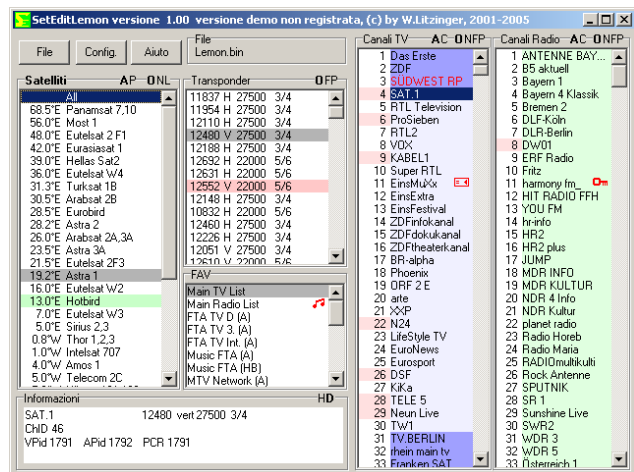 SetEditLemon versione 1.00 versione demo non registrata, (c) by W.Litzinger, 2001-2005
File
Config.
Aiuto
File
Lemon.bin
Satelliti AP ONL
All
68.5°E Panamsat 7,10
56.0°E Most 1
48.0°E Eutelsat 2 F1
42.0°E Eurasiasat 1
39.0°E Hellas Sat2
36.0°E Eutelsat W4
31.3°E Turksat 1B
30.5°E Arabsat 2B
28.5°E Eurobird
28.2°E Astra 2
26.0°E Arabsat 2A,3A
23.5°E Astra 3A
21.5°E Eutelsat 2F3
19.2°E Astra 1
16.0°E Eutelsat W2
13.0°E Hotbird
7.0°E Eutelsat W3
5.0°E Sirius 2,3
0.8°W Thor 1,2,3
1.0°W Intelsat 707
4.0°W Amos 1
5.0°W Telecom 2C
Transponder OFP
11837 H 27500 3/4
11954 H 27500 3/4
12110 H 27500 3/4
12480 V 27500 3/4
12188 H 27500 3/4
12692 H 22000 5/6
12631 H 22000 5/6
12552 V 22000 5/6
12148 H 27500 3/4
10832 H 22000 5/6
12460 H 27500 3/4
12226 H 27500 3/4
12051 V 27500 3/4
12610 V 22000 5/6
FAV
Main TV List
Main Radio List
FTA TV D (A)
FTA TV 3. (A)
FTA TV Int. (A)
Music FTA (A)
Music FTA (HB)
MTV Network (A)
Canali TV AC ONFP
1 Das Erste
2 ZDF
3 SÜDWEST RP
4 SAT.1
5 RTL Television
6 ProSieben
7 RTL2
8 VOX
9 KABEL1
10 Super RTL
11 EinsMuXx
12 EinsExtra
13 EinsFestival
14 ZDFinfokanal
15 ZDFdokukanal
16 ZDFtheaterkanal
17 BR-alpha
18 Phoenix
19 ORF 2 E
20 arte
21 XXP
22 N24
23 LifeStyle TV
24 EuroNews
25 Eurosport
26 DSF
27 KiKa
28 TELE 5
29 Neun Live
30 TW1
31 TV.BERLIN
32 rhein main tv
33 Franken SAT
Canali Radio AC ONFP
1 ANTENNE BAY...
2 B5 aktuell
3 Bayern 1
4 Bayern 4 Klassik
5 Bremen 2
6 DLF-Köln
7 DLR-Berlin
8 DW01
9 ERF Radio
10 Fritz
11 harmony fm_
12 HIT RADIO FFH
13 YOU FM
14 hr-info
15 HR2
16 HR2 plus
17 JUMP
18 MDR INFO
19 MDR KULTUR
20 NDR 4 Info
21 NDR Kultur
22 planet radio
23 Radio Horeb
24 Radio Maria
25 RADIOmultikulti
26 Rock Antenne
27 SPUTNIK
28 SR 1
29 Sunshine Live
30 SWR2
31 WDR 3
32 WDR 5
33 Österreich 1
Informazioni HD
SAT.1 12480 vert 27500 3/4
ChID 46
VPid 1791 APid 1792 PCR 1791